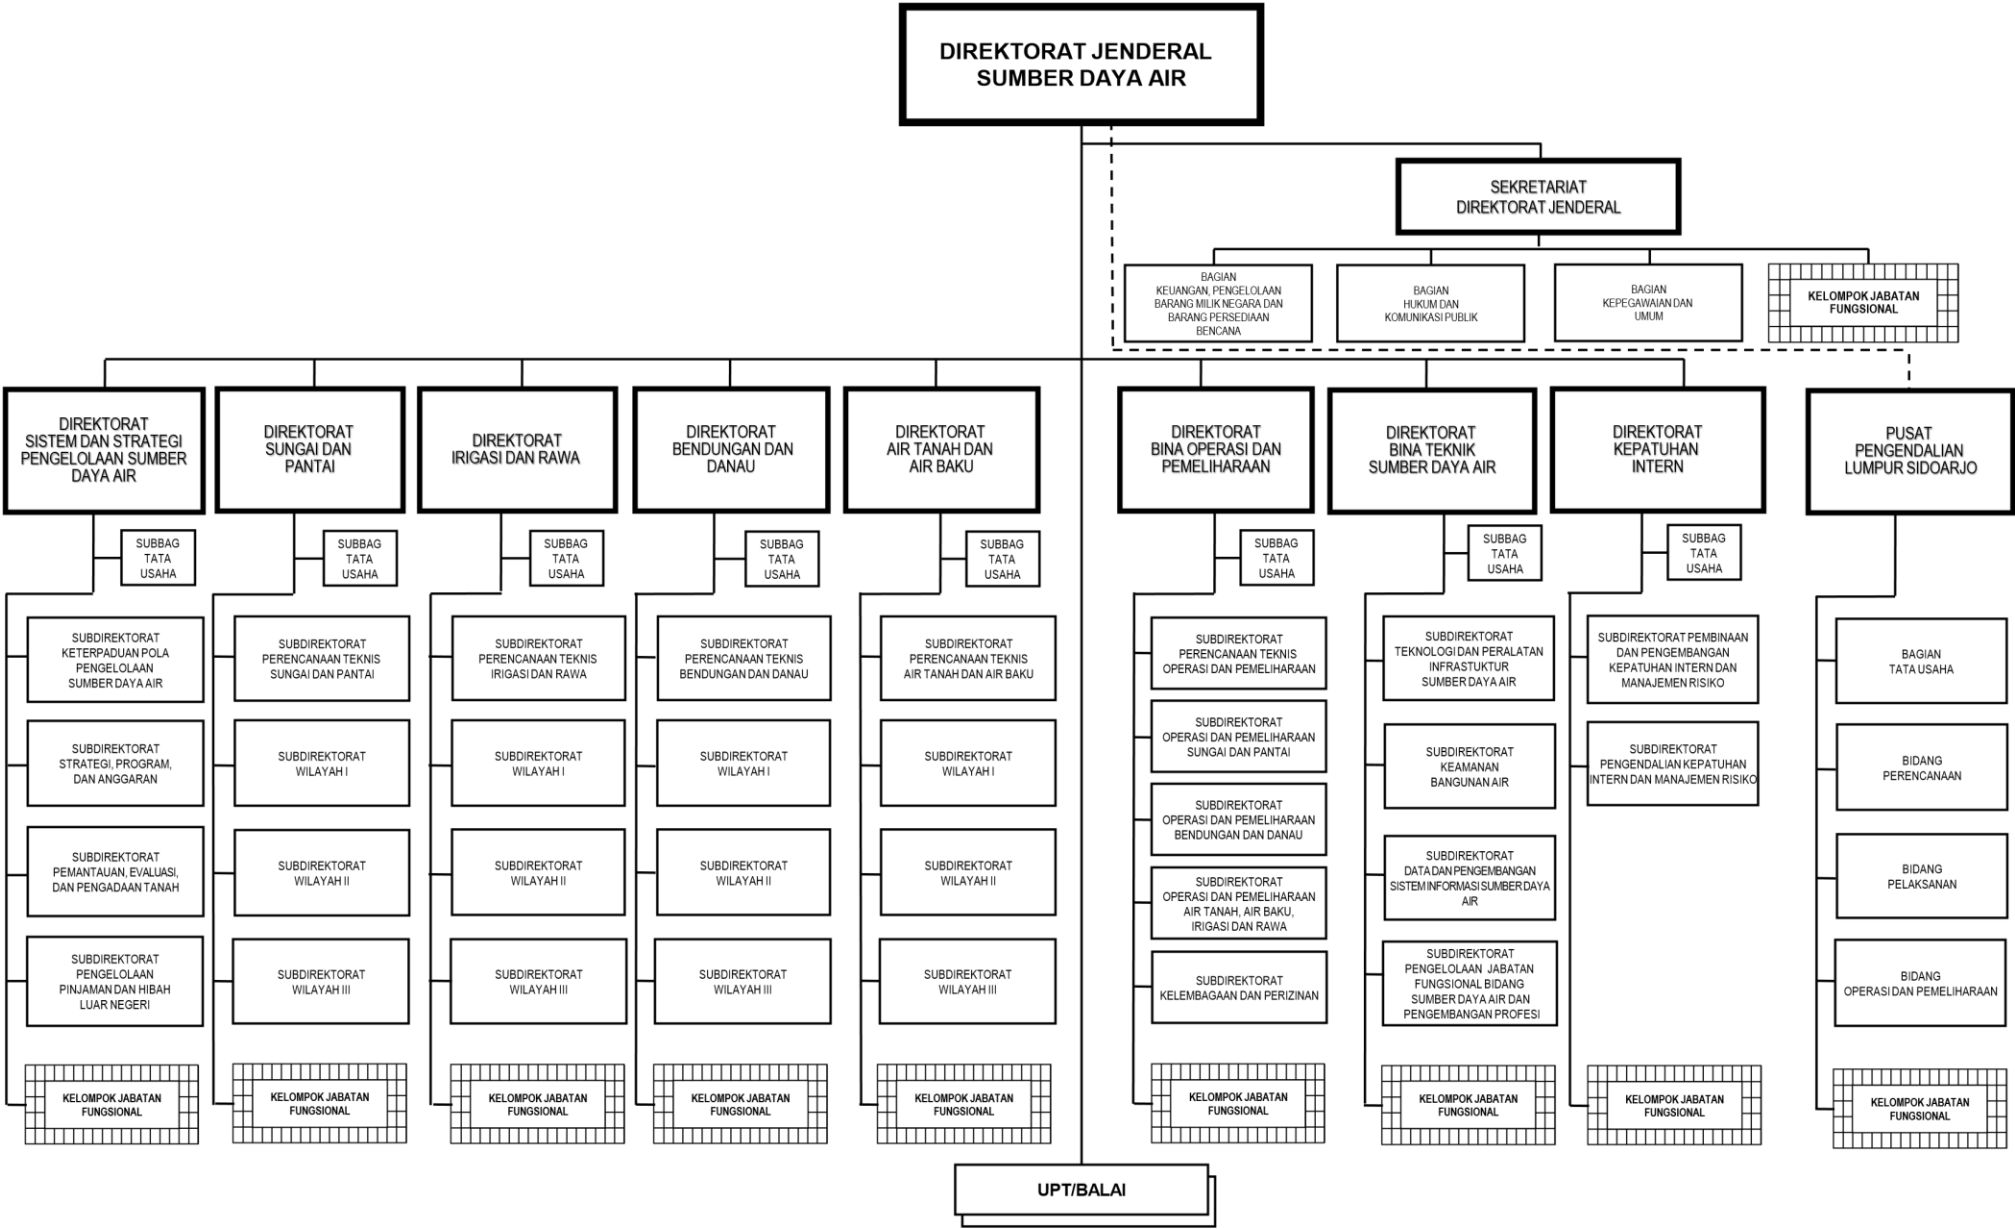 DIREKTORAT JENDERAL
SUMBER DAYA AIR
SEKRETARIAT
DIREKTORAT JENDERAL
BAGIAN
KEUANGAN, PENGELOLAAN
BARANG MILIK NEGARA DAN
BARANG PERSEDIAAN
BENCANA
BAGIAN
HUKUM DAN
KOMUNIKASI PUBLIK
BAGIAN
KEPEGAWAIAN DAN
UMUM
KELOMPOK JABATAN
FUNGSIONAL
DIREKTORAT
SISTEM DAN STRATEGI
PENGELOLAAN SUMBER
DAYA AIR
SUBBAG
TATA
USAHA
SUBDIREKTORAT
KETERPADUAN POLA
PENGELOLAAN
SUMBER DAYA AIR
SUBDIREKTORAT
STRATEGI, PROGRAM,
DAN ANGGARAN
SUBDIREKTORAT
PEMANTAUAN, EVALUASI,
DAN PENGADAAN TANAH
SUBDIREKTORAT
PENGELOLAAN
PINJAMAN DAN HIBAH
LUAR NEGERI
KELOMPOK JABATAN
FUNGSIONAL
DIREKTORAT
SUNGAI DAN
PANTAI
SUBBAG
TATA
USAHA
SUBDIREKTORAT
PERENCANAAN TEKNIS
SUNGAI DAN PANTAI
SUBDIREKTORAT
WILAYAH I
SUBDIREKTORAT
WILAYAH II
SUBDIREKTORAT
WILAYAH III
KELOMPOK JABATAN
FUNGSIONAL
DIREKTORAT
IRIGASI DAN RAWA
SUBBAG
TATA
USAHA
SUBDIREKTORAT
PERENCANAAN TEKNIS
IRIGASI DAN RAWA
SUBDIREKTORAT
WILAYAH I
SUBDIREKTORAT
WILAYAH II
SUBDIREKTORAT
WILAYAH III
KELOMPOK JABATAN
FUNGSIONAL
DIREKTORAT
BENDUNGAN DAN
DANAU
SUBBAG
TATA
USAHA
SUBDIREKTORAT
PERENCANAAN TEKNIS
BENDUNGAN DAN DANAU
SUBDIREKTORAT
WILAYAH I
SUBDIREKTORAT
WILAYAH II
SUBDIREKTORAT
WILAYAH III
KELOMPOK JABATAN
FUNGSIONAL
DIREKTORAT
AIR TANAH DAN
AIR BAKU
SUBBAG
TATA
USAHA
SUBDIREKTORAT
PERENCANAAN TEKNIS
AIR TANAH DAN AIR BAKU
SUBDIREKTORAT
WILAYAH I
SUBDIREKTORAT
WILAYAH II
SUBDIREKTORAT
WILAYAH III
KELOMPOK JABATAN
FUNGSIONAL
DIREKTORAT
BINA OPERASI DAN
PEMELIHARAAN
SUBBAG
TATA
USAHA
SUBDIREKTORAT
PERENCANAAN TEKNIS
OPERASI DAN PEMELIHARAAN
SUBDIREKTORAT
OPERASI DAN PEMELIHARAAN
SUNGAI DAN PANTAI
SUBDIREKTORAT
OPERASI DAN PEMELIHARAAN
BENDUNGAN DAN DANAU
SUBDIREKTORAT
OPERASI DAN PEMELIHARAAN
AIR TANAH, AIR BAKU,
IRIGASI DAN RAWA
SUBDIREKTORAT
KELEMBAGAAN DAN PERIZINAN
KELOMPOK JABATAN
FUNGSIONAL
DIREKTORAT
BINA TEKNIK
SUMBER DAYA AIR
SUBBAG
TATA
USAHA
SUBDIREKTORAT
TEKNOLOGI DAN PERALATAN
INFRASTUKTUR
SUMBER DAYA AIR
SUBDIREKTORAT
KEAMANAN
BANGUNAN AIR
SUBDIREKTORAT
DATA DAN PENGEMBANGAN
SISTEM INFORMASI SUMBER DAYA
AIR
SUBDIREKTORAT
PENGELOLAAN JABATAN
FUNGSIONAL BIDANG
SUMBER DAYA AIR DAN
PENGEMBANGAN PROFESI
KELOMPOK JABATAN
FUNGSIONAL
DIREKTORAT
KEPATUHAN
INTERN
SUBBAG
TATA
USAHA
SUBDIREKTORAT PEMBINAAN
DAN PENGEMBANGAN
KEPATUHAN INTERN DAN
MANAJEMEN RISIKO
SUBDIREKTORAT
PENGENDALIAN KEPATUHAN
INTERN DAN MANAJEMEN RISIKO
KELOMPOK JABATAN
FUNGSIONAL
PUSAT
PENGENDALIAN
LUMPUR SIDOARJO
BAGIAN
TATA USAHA
BIDANG
PERENCANAAN
BIDANG
PELAKSANAN
BIDANG
OPERASI DAN PEMELIHARAAN
KELOMPOK JABATAN
FUNGSIONAL
UPT/BALAI